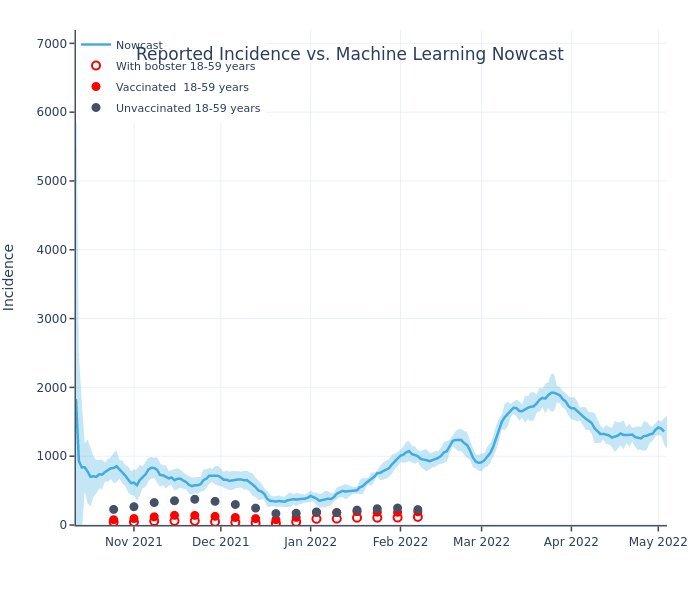 Reported Incidence vs. Machine Learning Nowcast
Nowcast
With booster 18-59 years
Vaccinated  18-59 years
Unvaccinated 18-59 years
Incidence
7000
6000
5000
4000
3000
2000
1000
0
Nov 2021 Dec 2021 Jan 2022 Feb 2022 Mar 2022 Apr 2022 May 2022